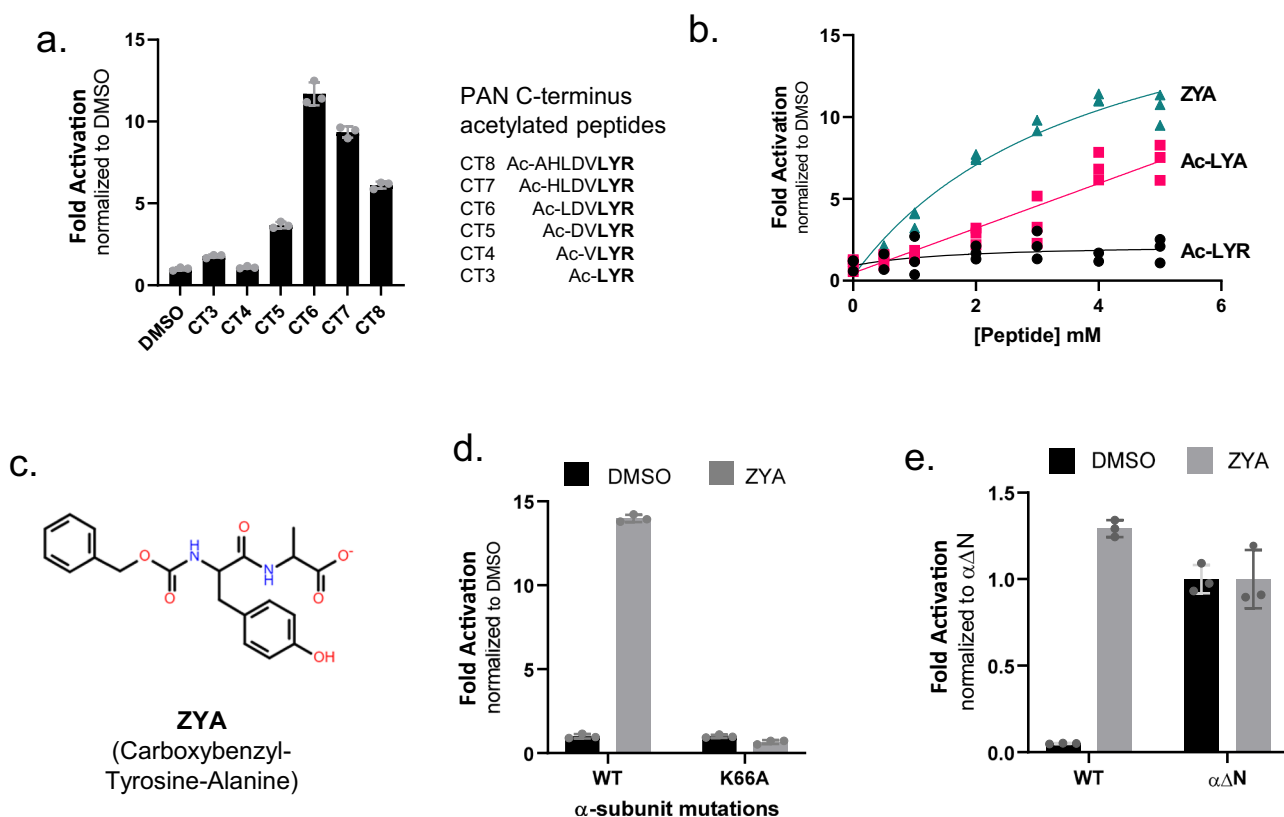 a.
Fold Activation
normalized to DMSO
15
10
5
0
DMSO
CT3
CT4
CT5
CT6
CT7
CT8
PAN C-terminus
acetylated peptides
CT8 Ac-AHLDVLYR
CT7 Ac-HLDVLYR
CT6 Ac-LDVLYR
CT5 Ac-DVLYR
CT4 Ac-VLYR
CT3 Ac-LYR
b.
Fold Activation
normalized to DMSO
15
10
5
0
0
2
4
6
[Peptide] mM
ZYA
Ac-LYA
Ac-LYR
c.
O
H
N
O
O
N
H
O
O-
O
OH
ZYA
(Carboxybenzyl-
Tyrosine-Alanine)
d.
DMSO
ZYA
Fold Activation
normalized to DMSO
15
10
5
0
WT
K66A
α-subunit mutations
e.
DMSO
ZYA
Fold Activation
normalized to αΔN
1.5
1.0
0.5
0.0
WT
αΔN